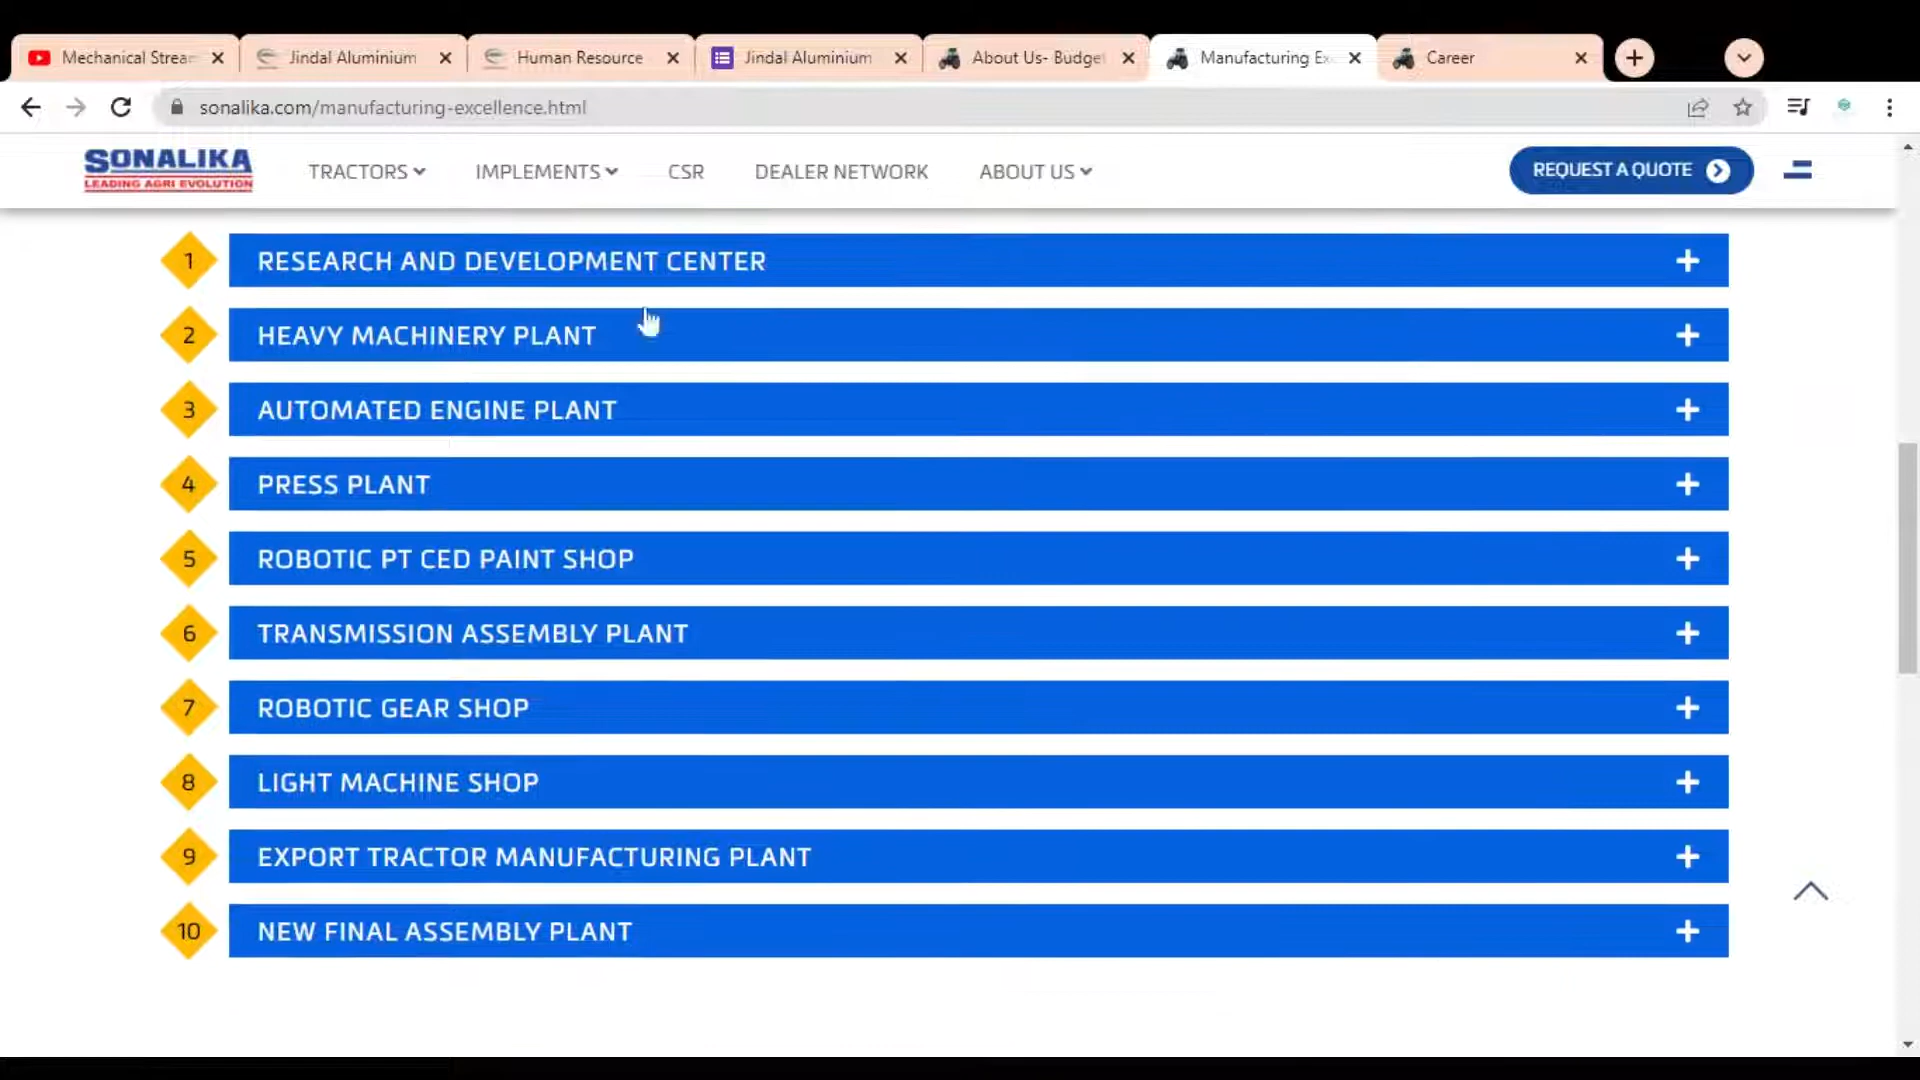 Mechanical Strea
Jindal Aluminium
Human Resource
Jindal Aluminium
About Us- Budge
Manufacturing Ex
Career
sonalika.com/manufacturing-excellence.html
SONALIKA
LEADING AGRI EVOLUTION
TRACTORS
IMPLEMENTS
CSR
DEALER NETWORK
ABOUT US
REQUEST A QUOTE
1 RESEARCH AND DEVELOPMENT CENTER
2 HEAVY MACHINERY PLANT
3 AUTOMATED ENGINE PLANT
4 PRESS PLANT
5 ROBOTIC PT CED PAINT SHOP
6 TRANSMISSION ASSEMBLY PLANT
7 ROBOTIC GEAR SHOP
8 LIGHT MACHINE SHOP
9 EXPORT TRACTOR MANUFACTURING PLANT
10 NEW FINAL ASSEMBLY PLANT